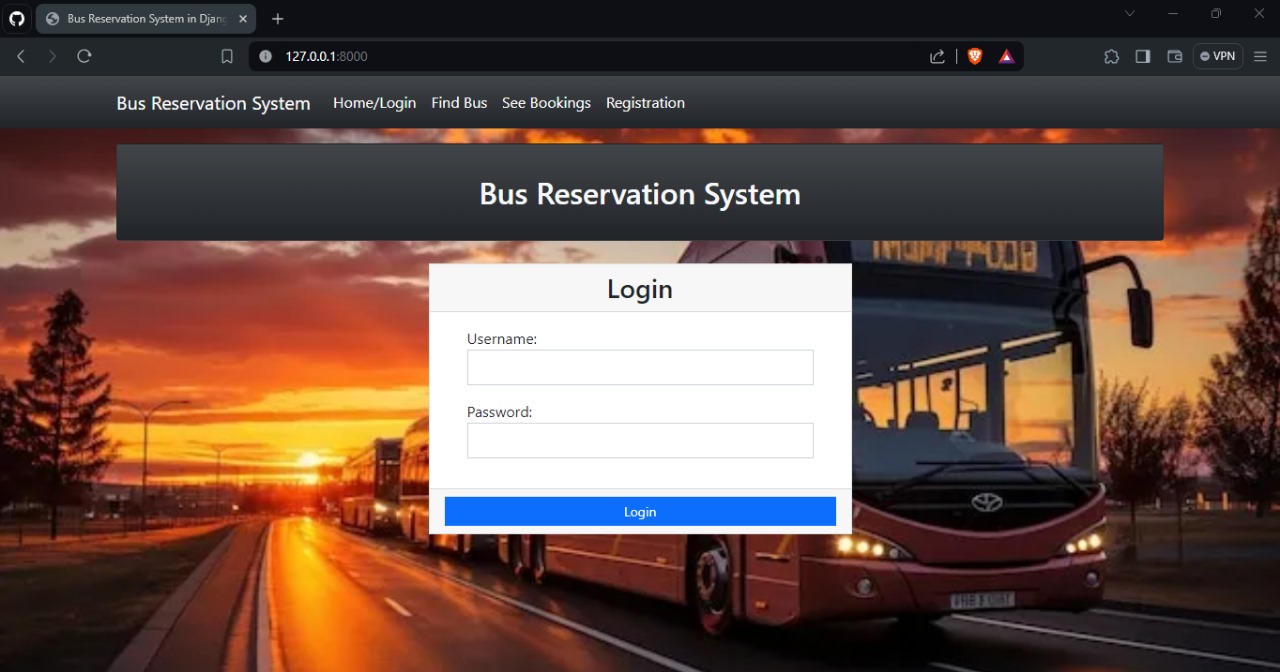 Bus Reservation System in Djang
127.0.0.1:8000
VPN
Bus Reservation System Home/Login Find Bus See Bookings Registration
Bus Reservation System
Login
Username:
Password:
Login